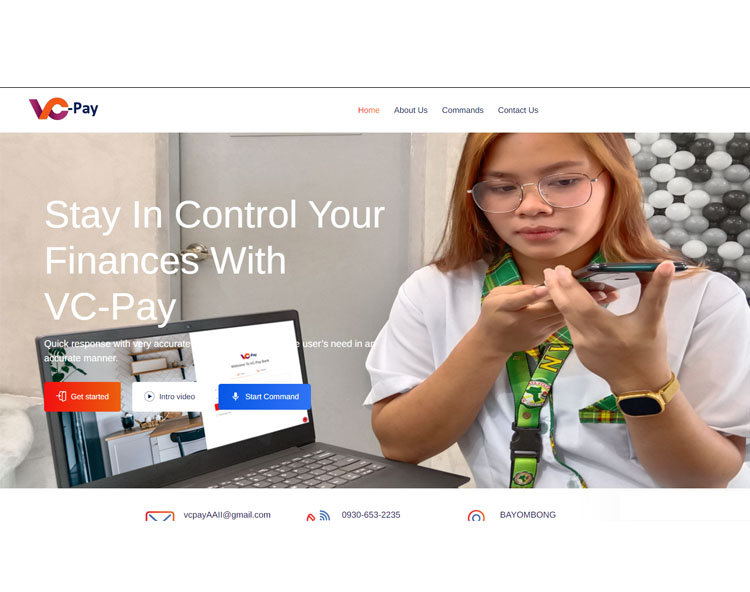 VC-Pay
Home
About Us
Commands
Contact Us
Stay In Control Your
Finances With
VC-Pay
Quick response with very accurate
e user's need in an
accurate manner.
VC-Pay
Welcome To VC-Pay Bank
Get started
Intro video
Start Command
vcpayAAII@gmail.com
0930-653-2235
BAYOMBONG